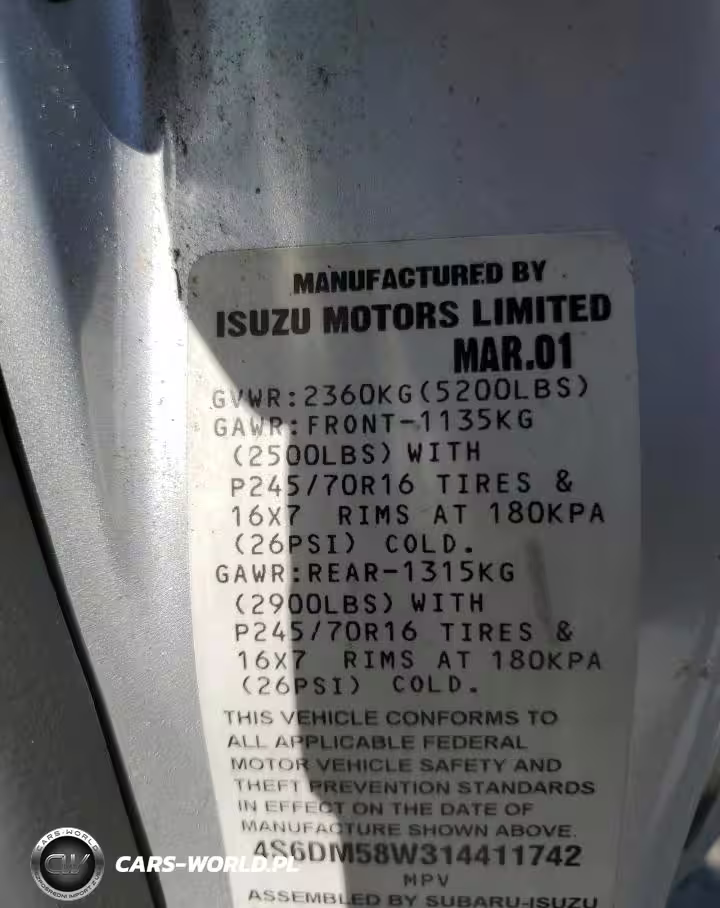 MANUFACTURED BY
ISUZU MOTORS LIMITED
MAR.01
GVWR:2360KG(5200LBS)
GAWR:FRONT-1135KG
(2500LBS) WITH
P245/70R16 TIRES &
16X7 RIMS AT 180KPA
(26PSI) COLD.
GAWR:REAR-1315KG
(2900LBS) WITH
P245/70R16 TIRES &
16X7 RIMS AT 180KPA
(26PSI) COLD.
THIS VEHICLE CONFORMS TO
ALL APPLICABLE FEDERAL
MOTOR VEHICLE SAFETY AND
THEFT PREVENTION STANDARDS
IN EFFECT ON THE DATE OF
MANUFACTURE SHOWN ABOVE.
4S6DM58W314411742
MPV
ASSEMBLED BY SUBARU-ISUZU
CARS-WORLD
CARS-WORLD.PL